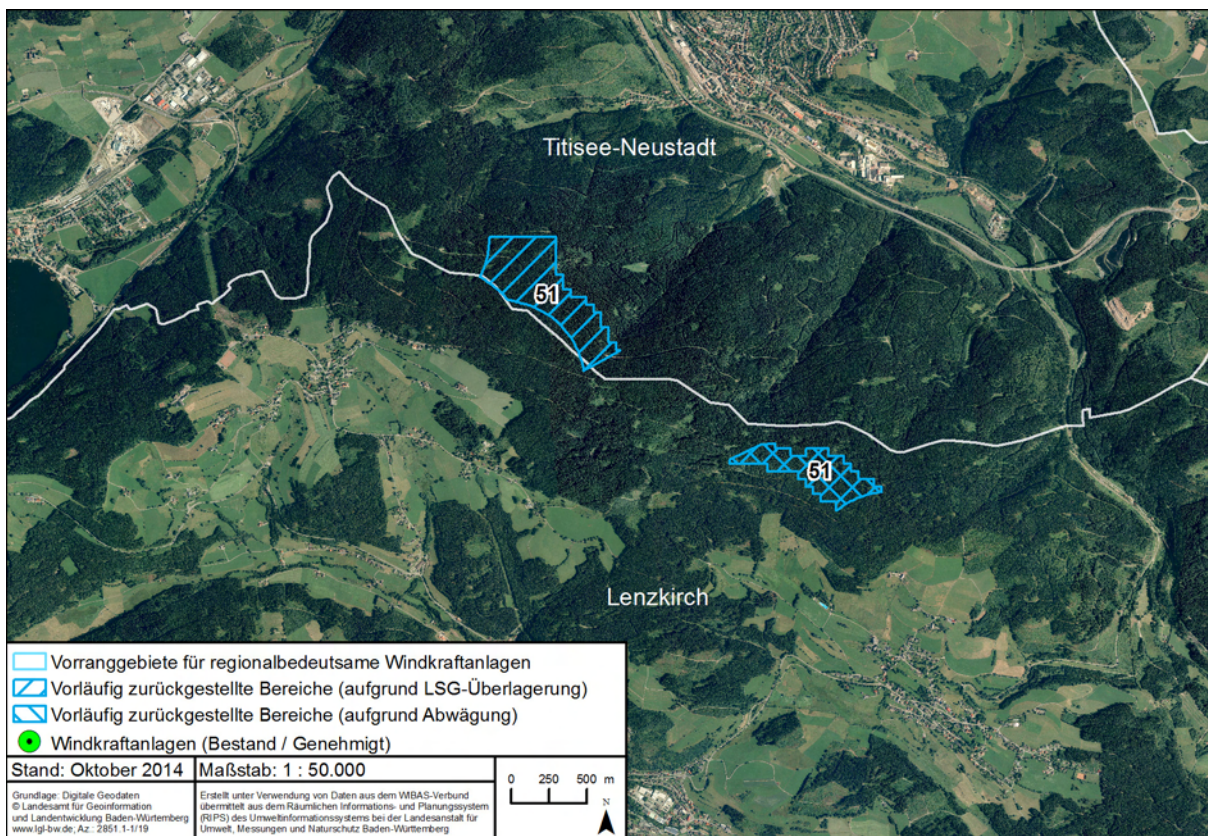 Titisee-Neustadt
51
51
Lenzkirch
Vorranggebiete für regionalbedeutsame Windkraftanlagen
Vorläufig zurückgestellte Bereiche (aufgrund LSG-Überlagerung)
Vorläufig zurückgestellte Bereiche (aufgrund Abwägung)
Windkraftanlagen (Bestand / Genehmigt)
Stand: Oktober 2014 Maßstab: 1 : 50.000
0 250 500 m
N
Grundlage: Digitale Geodaten
© Landesamt für Geoinformation
und Landentwicklung Baden-Würtemberg
www.lgl-bw.de; Az.: 2851.1-1/19
Erstellt unter Verwendung von Daten aus dem WIBAS-Verbund
übermittelt aus dem Räumlichen Informations- und Planungssystem
(RIPS) des Umweltinformationssystems bei der Landesanstalt für
Umwelt, Messungen und Naturschutz Baden-Württemberg